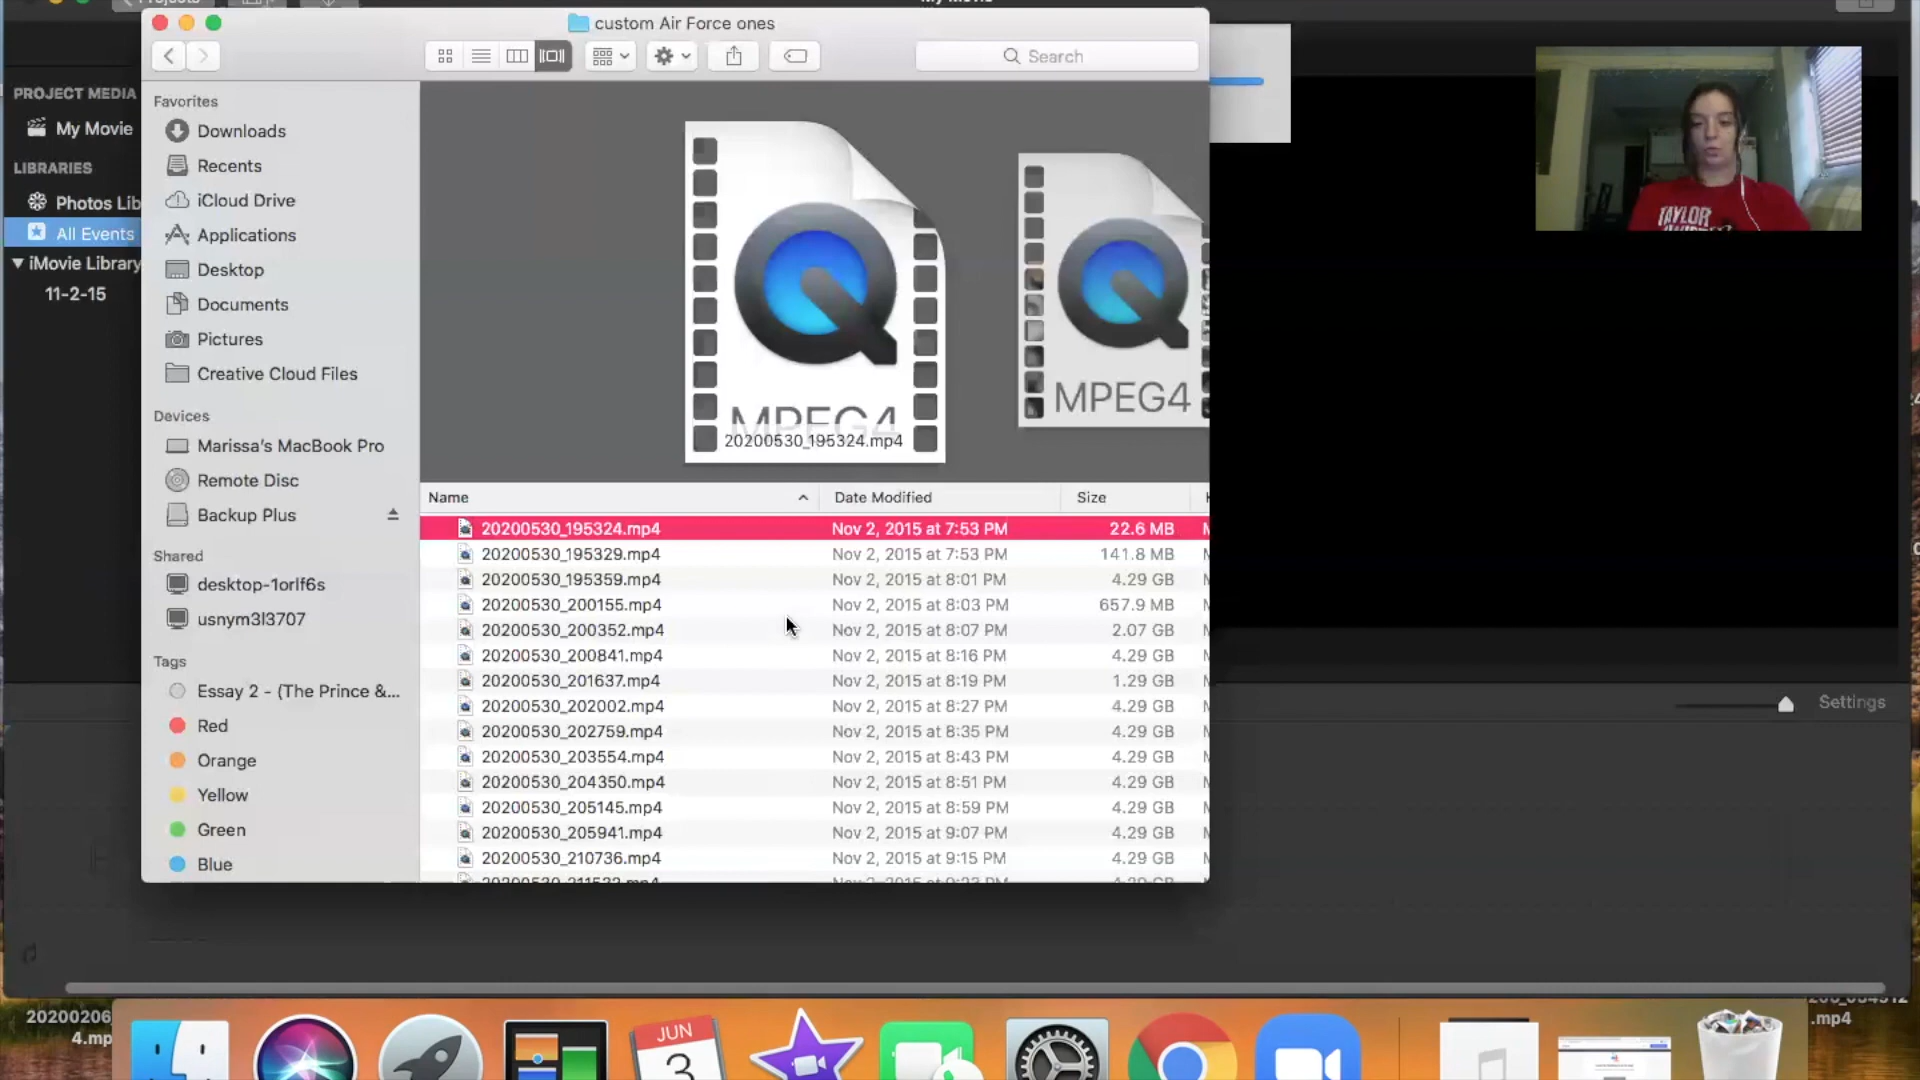 custom Air Force ones
Search
PROJECT MEDIA
My Movie
LIBRARIES
Photos Lib
All Events
iMovie Library
11-2-15
Favorites
Downloads
Recents
iCloud Drive
Applications
Desktop
Documents
Pictures
Creative Cloud Files
Devices
Marissa's MacBook Pro
Remote Disc
Backup Plus
Shared
desktop-1orlf6s
usnym3l3707
Tags
Essay 2 - (The Prince &...
Red
Orange
Yellow
Green
Blue
MPEG4
20200530_195324.mp4
MPEG4
Name Date Modified Size
20200530_195324.mp4 Nov 2, 2015 at 7:53 PM 22.6 MB
20200530_195329.mp4 Nov 2, 2015 at 7:53 PM 141.8 MB
20200530_195359.mp4 Nov 2, 2015 at 8:01 PM 4.29 GB
20200530_200155.mp4 Nov 2, 2015 at 8:03 PM 657.9 MB
20200530_200352.mp4 Nov 2, 2015 at 8:07 PM 2.07 GB
20200530_200841.mp4 Nov 2, 2015 at 8:16 PM 4.29 GB
20200530_201637.mp4 Nov 2, 2015 at 8:19 PM 1.29 GB
20200530_202002.mp4 Nov 2, 2015 at 8:27 PM 4.29 GB
20200530_202759.mp4 Nov 2, 2015 at 8:35 PM 4.29 GB
20200530_203554.mp4 Nov 2, 2015 at 8:43 PM 4.29 GB
20200530_204350.mp4 Nov 2, 2015 at 8:51 PM 4.29 GB
20200530_205145.mp4 Nov 2, 2015 at 8:59 PM 4.29 GB
20200530_205941.mp4 Nov 2, 2015 at 9:07 PM 4.29 GB
20200530_210736.mp4 Nov 2, 2015 at 9:15 PM 4.29 GB
TAYLOR
Settings
20200206
4.mp
.mp4
JUN
3